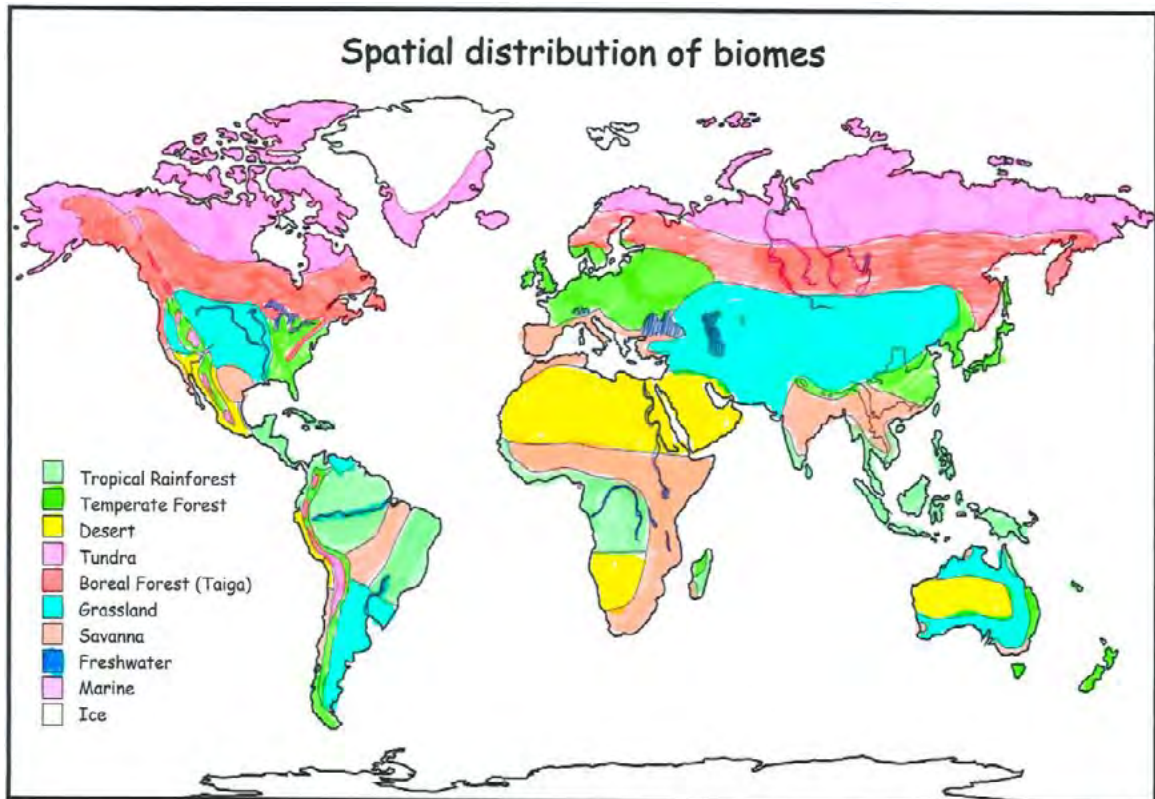 Spatial distribution of biomes
Tropical Rainforest
Temperate Forest
Desert
Tundra
Boreal Forest (Taiga)
Grassland
Savanna
Freshwater
Marine
Ice